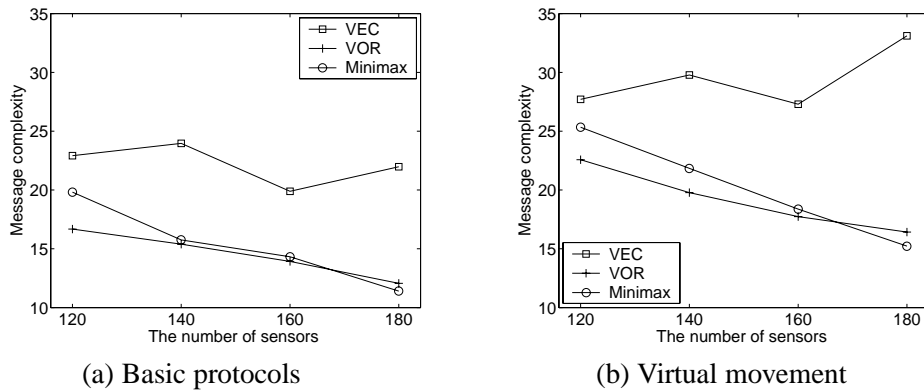 35
30
25
20
15
10
Message complexity
VEC
VOR
Minimax
120
140
160
180
The number of sensors
(a) Basic protocols
35
30
25
20
15
10
Message complexity
VEC
VOR
Minimax
120
140
160
180
The number of sensors
(b) Virtual movement